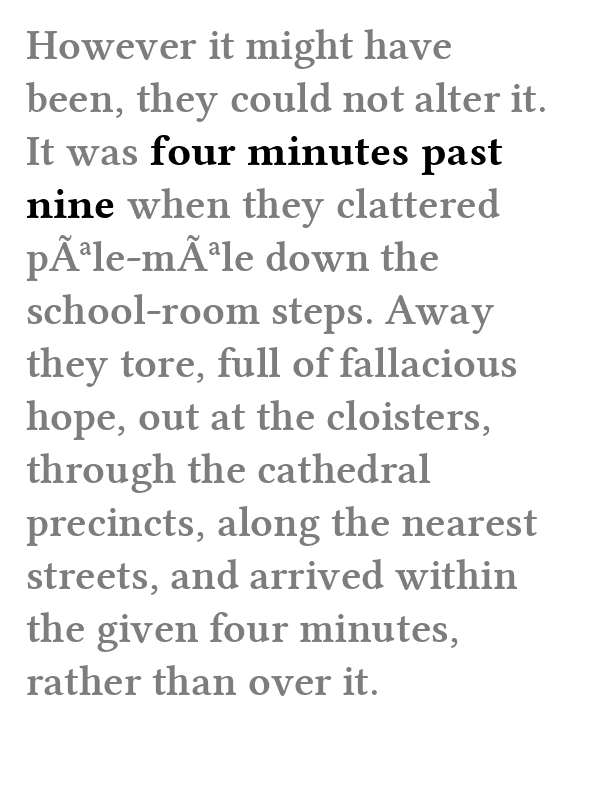 However it might have
been, they could not alter it.
It was four minutes past
nine when they clattered
pÃªle-mÃªle down the
school-room steps. Away
they tore, full of fallacious
hope, out at the cloisters,
through the cathedral
precincts, along the nearest
streets, and arrived within
the given four minutes,
rather than over it.